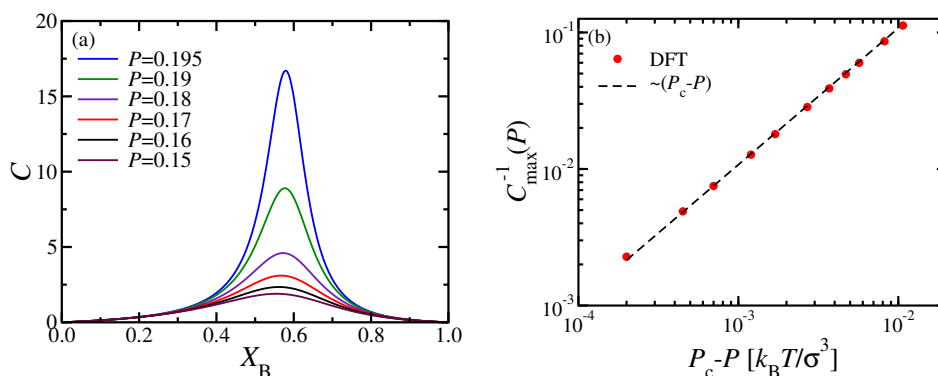 (a)
P=0.195
P=0.19
P=0.18
P=0.17
P=0.16
P=0.15
20
15
10
5
0
C
0.0 0.2 0.4 0.6 0.8 1.0
X_B
(b)
DFT
~(P_c-P)
10^-1
10^-2
10^-3
C^-1_max(P)
10^-4 10^-3 10^-2
P_c-P [k_BT/σ^3]